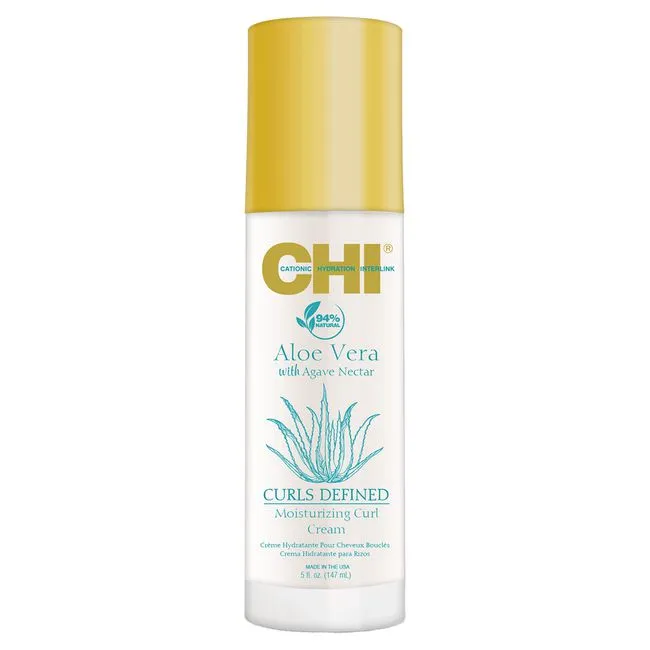 CHI®
CATIONIC HYDRATION INTERLINK
94%
NATURAL
Aloe Vera
with Agave Nectar
CURLS DEFINED
Moisturizing Curl
Cream
Crème Hydratante Pour Cheveux Bouclés
Crema Hidratante para Rizos
MADE IN THE USA
5 fl. oz. (147 mL)